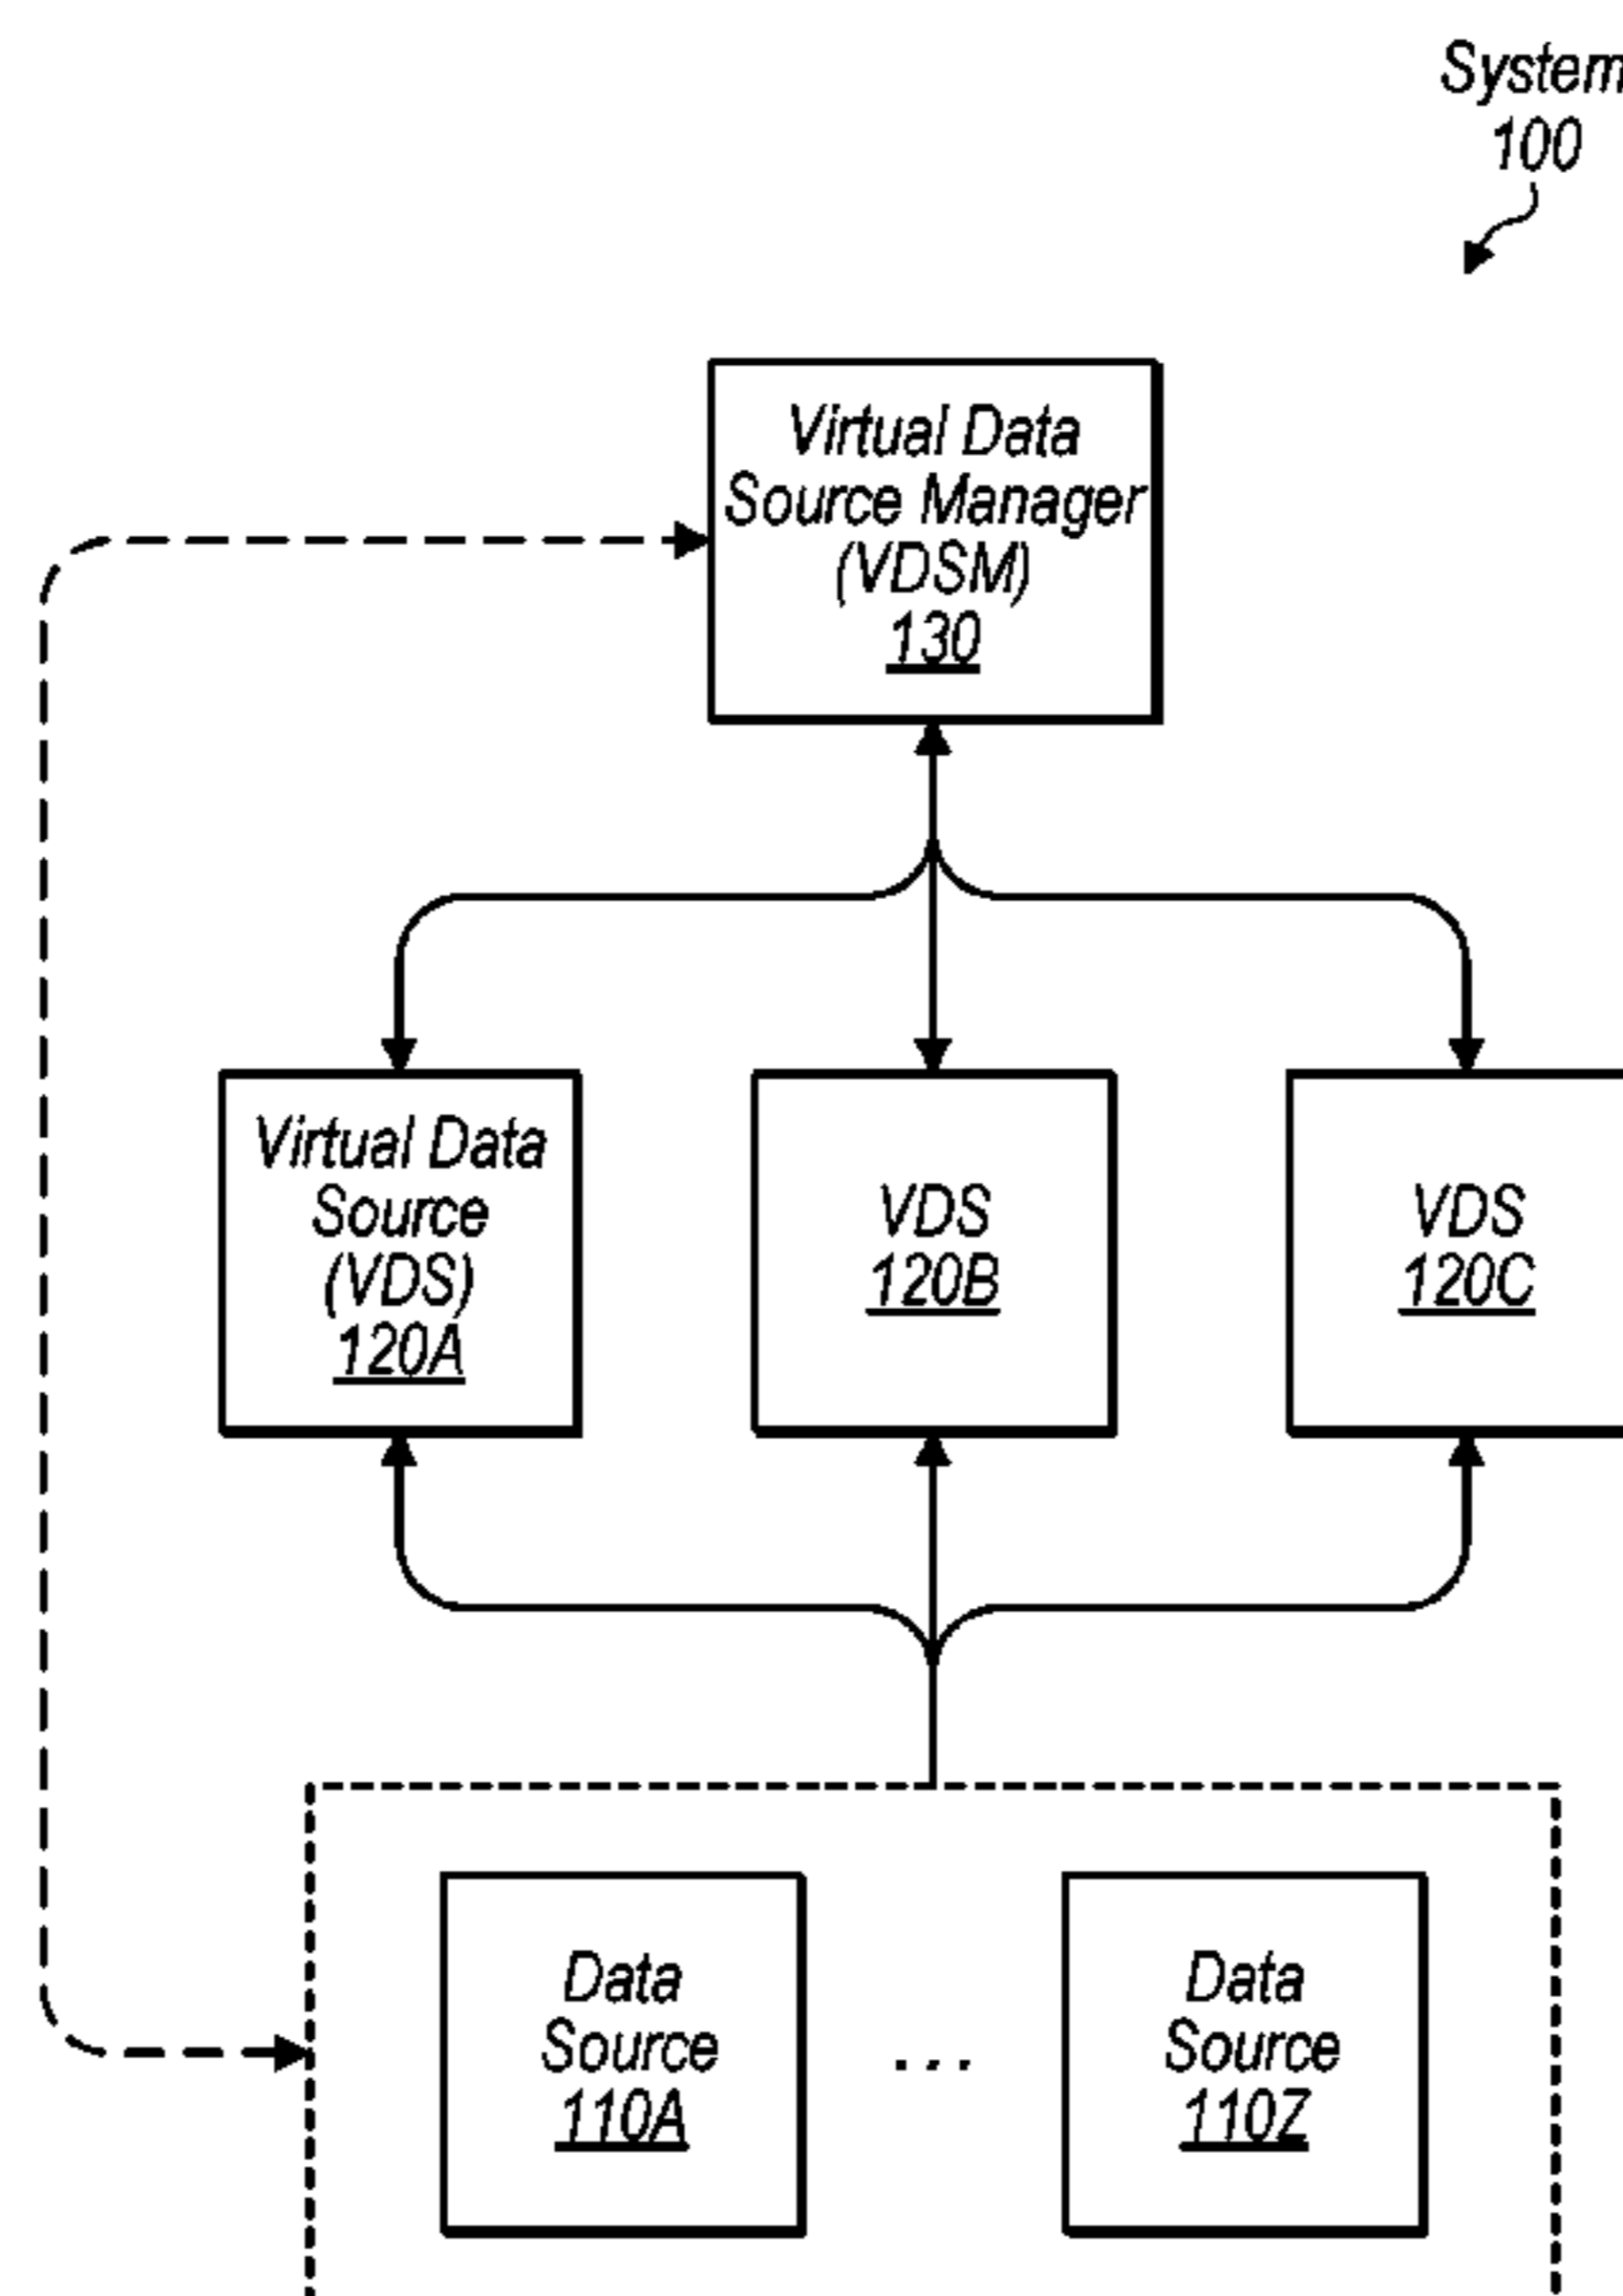 System
100
Virtual Data
Source Manager
(VDSM)
130
Virtual Data
Source
(VDS)
120A
VDS
120B
VDS
120C
Data
Source
110A
...
Data
Source
110Z